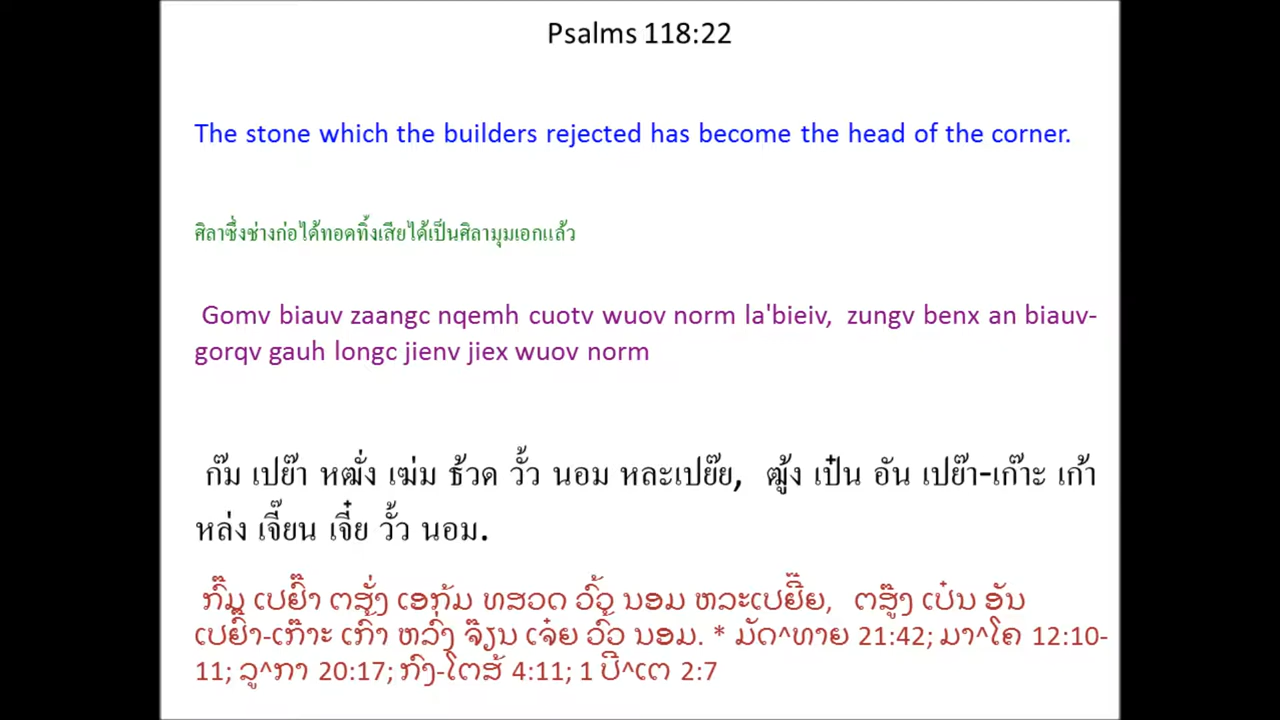 Psalms 118:22
The stone which the builders rejected has become the head of the corner.
ศิลาซึ่งช่างก่อได้ทอดทิ้งเสียได้เป็นศิลามุมเอกแล้ว
Gomv biauv zaangc nqemh cuotv wuov norm la'bieiv, zungv benx an biauv-
gorqv gauh longc jienv jiex wuov norm
ก๊ม เปย๊า หฒั่ง เฆ่ม ธ้วด วั้ว นอม หละเปย๊ย, ฒู้ง เป๋น อัน เปย๊า-เก๊าะ เก้า
หล่ง เจี๊ยน เจี๋ย วั้ว นอม.
ກົ໊ມ ເປຢົ໊າ ຕສັ່ງ ເອກ້ມ ທສວດ ວົ້ວ ນອມ ຫລະເປຢີ໊ຍ, ຕສູ໊ງ ເປ໋ນ ອັນ
ເປຢົ໊າ-ເກ໊າະ ເກົ້າ ຫລົ່ງ ຈ໊ຽນ ເຈ໋ຍ ວົ້ວ ນອມ. * ມັດ^ທາຍ 21:42; ມາ^ໂຄ 12:10-
11; ລູ^ກາ 20:17; ກົງ-ໂຕສ້ 4:11; 1 ປີ^ເຕ 2:7